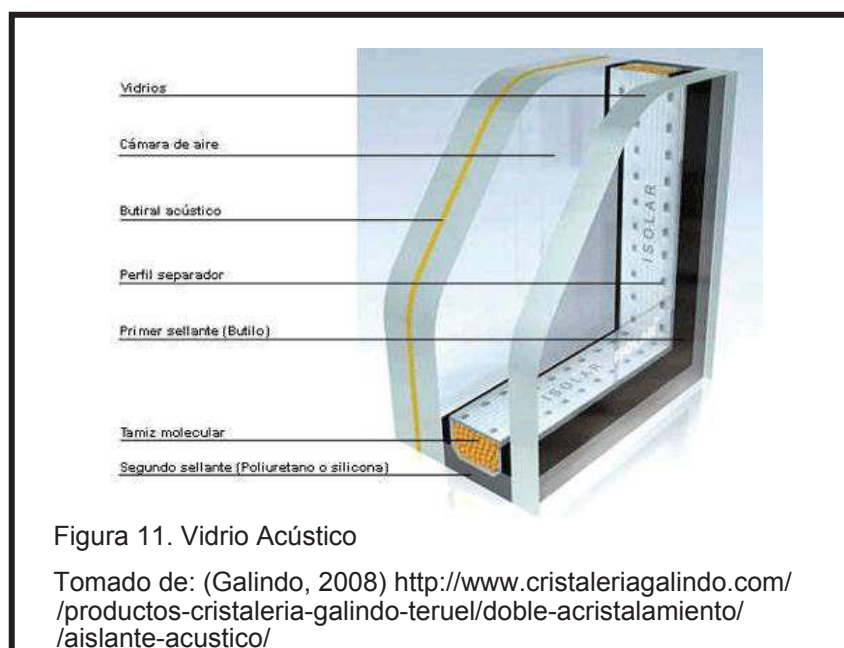 Vidrios
Cámara de aire
Butiral acústico
Perfil separador
Primer sellante (Butilo)
Tamiz molecular
Segundo sellante (Poliuretano o silicona)
ISOLAR
ISOLAR
Figura 11. Vidrio Acústico
Tomado de: (Galindo, 2008) http://www.cristaleriagalindo.com/
/productos-cristaleria-galindo-teruel/doble-acristalamiento/
/aislante-acustico/